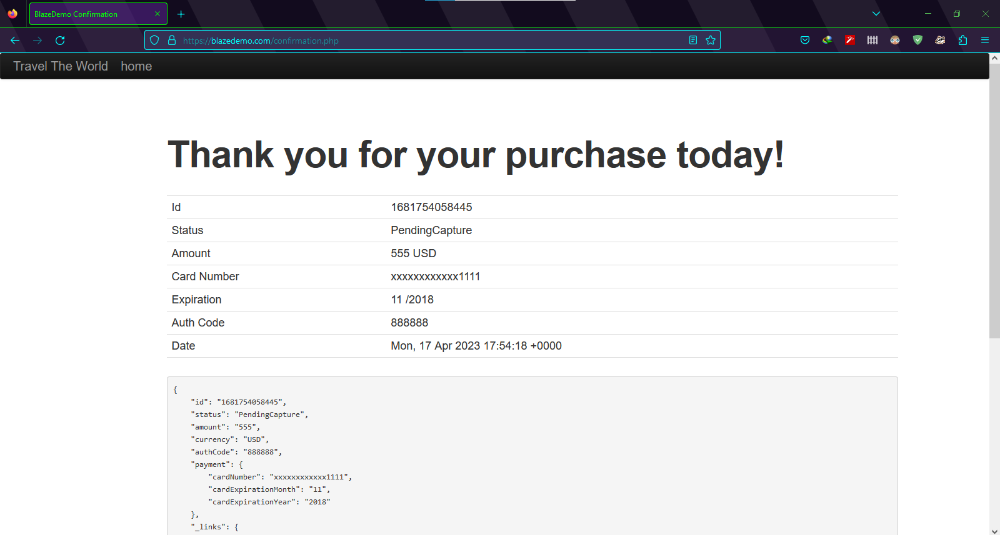 BlazeDemo Confirmation
https://blazedemo.com/confirmation.php
Travel The World home
Thank you for your purchase today!
Id 1681754058445
Status PendingCapture
Amount 555 USD
Card Number xxxxxxxxxxxx1111
Expiration 11 /2018
Auth Code 888888
Date Mon, 17 Apr 2023 17:54:18 +0000
{
"id": "1681754058445",
"status": "PendingCapture",
"amount": "555",
"currency": "USD",
"authCode": "888888",
"payment": {
"cardNumber": "xxxxxxxxxxxx1111",
"cardExpirationMonth": "11",
"cardExpirationYear": "2018"
},
"_links": {